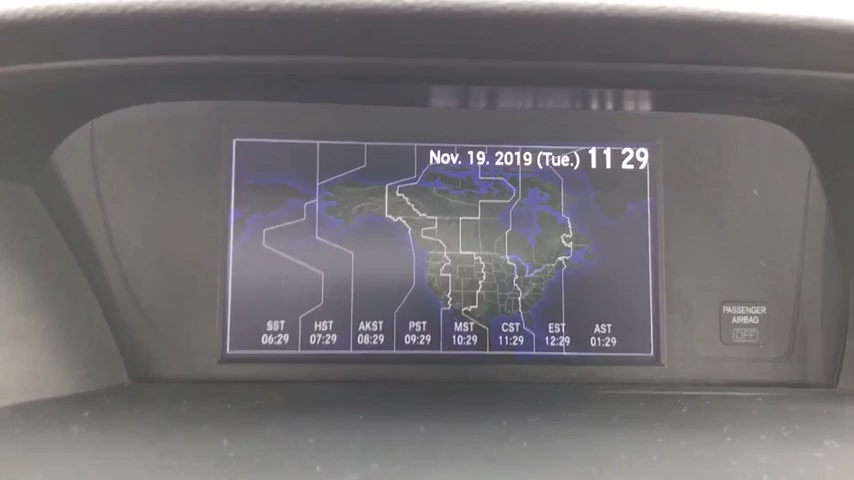 Nov. 19. 2019 (Tue.) 11 29
SST HST AKST PST MST CST EST AST
06:29 07:29 08:29 09:29 10:29 11:29 12:29 01:29
PASSENGER
AIRBAG
OFF